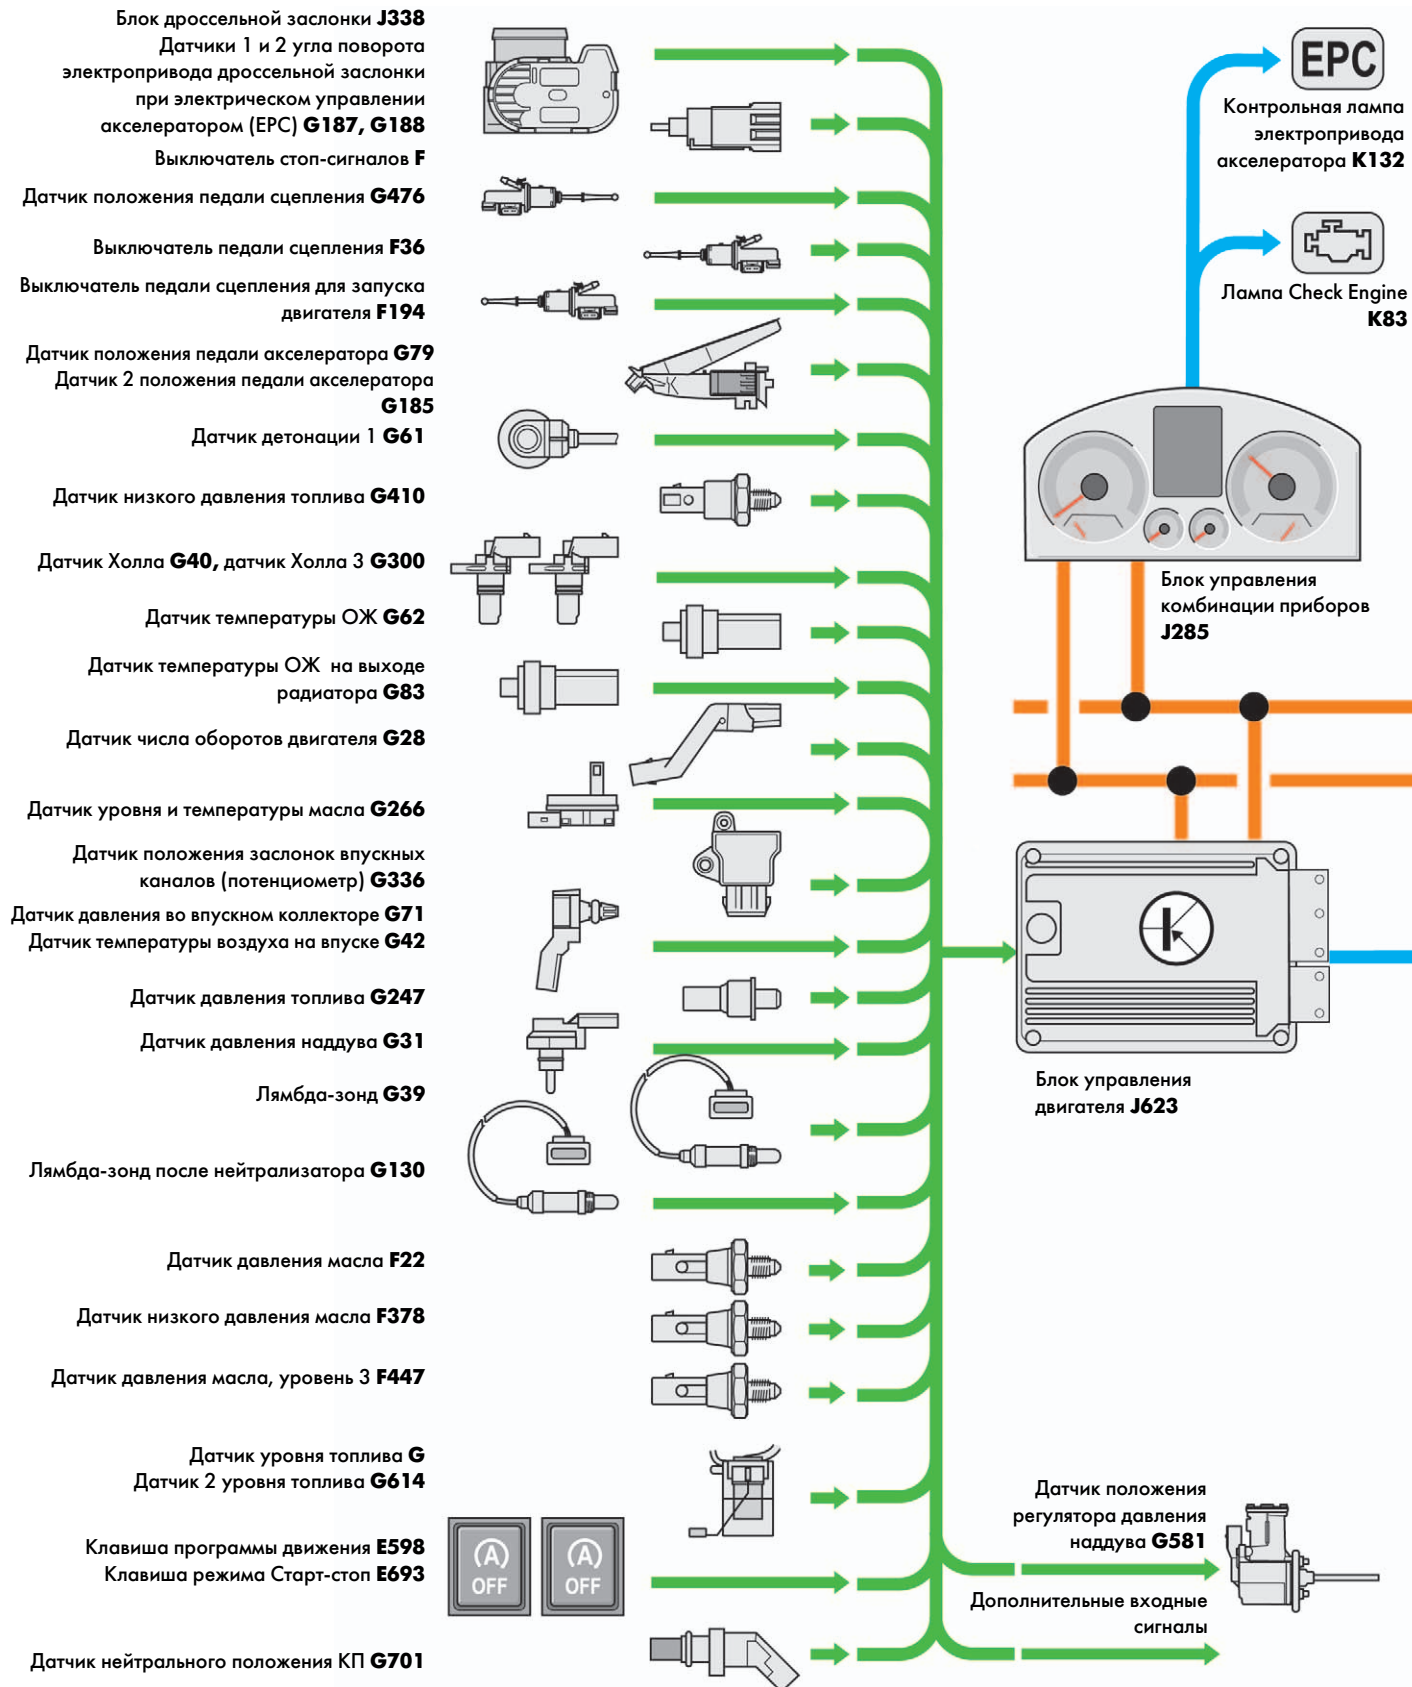 Блок дроссельной заслонки J338
Датчики 1 и 2 угла поворота
электропривода дроссельной заслонки
при электрическом управлении
акселератором (EPC) G187, G188
Выключатель стоп-сигналов F
Датчик положения педали сцепления G476
Выключатель педали сцепления F36
Выключатель педали сцепления для запуска
двигателя F194
Датчик положения педали акселератора G79
Датчик 2 положения педали акселератора
G185
Датчик детонации 1 G61
Датчик низкого давления топлива G410
Датчик Холла G40, датчик Холла 3 G300
Датчик температуры ОЖ G62
Датчик температуры ОЖ на выходе
радиатора G83
Датчик числа оборотов двигателя G28
Датчик уровня и температуры масла G266
Датчик положения заслонок впускных
каналов (потенциометр) G336
Датчик давления во впускном коллекторе G71
Датчик температуры воздуха на впуске G42
Датчик давления топлива G247
Датчик давления наддува G31
Лямбда-зонд G39
Лямбда-зонд после нейтрализатора G130
Датчик давления масла F22
Датчик низкого давления масла F378
Датчик давления масла, уровень 3 F447
Датчик уровня топлива G
Датчик 2 уровня топлива G614
Клавиша программы движения E598
Клавиша режима Старт-стоп E693
(A)
OFF
(A)
OFF
Датчик нейтрального положения КП G701
EPC
Контрольная лампа
электропривода
акселератора K132
Лампа Check Engine
K83
Блок управления
комбинации приборов
J285
Блок управления
двигателя J623
Датчик положения
регулятора давления
наддува G581
Дополнительные входные
сигналы